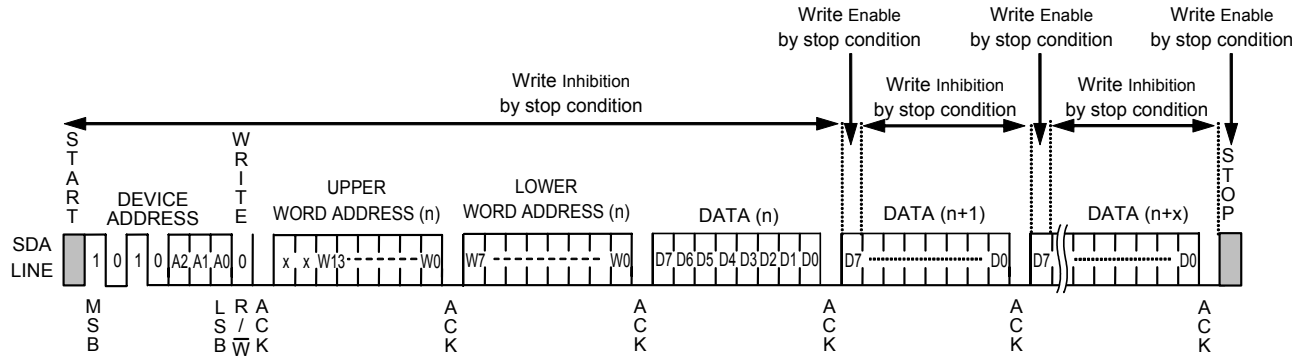 Write Enable
by stop condition
Write Enable
by stop condition
Write Enable
by stop condition
Write Inhibition
by stop condition
Write Inhibition
by stop condition
Write Inhibition
by stop condition
START
WRITE
STOP
DEVICE
ADDRESS
UPPER
WORD ADDRESS (n)
LOWER
WORD ADDRESS (n)
DATA (n)
DATA (n+1)
DATA (n+x)
SDA
LINE
1 0 1 0 A2 A1 A0 0
x x W13 W0
W7 W0
D7 D6 D5 D4 D3 D2 D1 D0
D7 D0
D7 D0
MSB
LSB
R/W
ACK
ACK
ACK
ACK
ACK
ACK